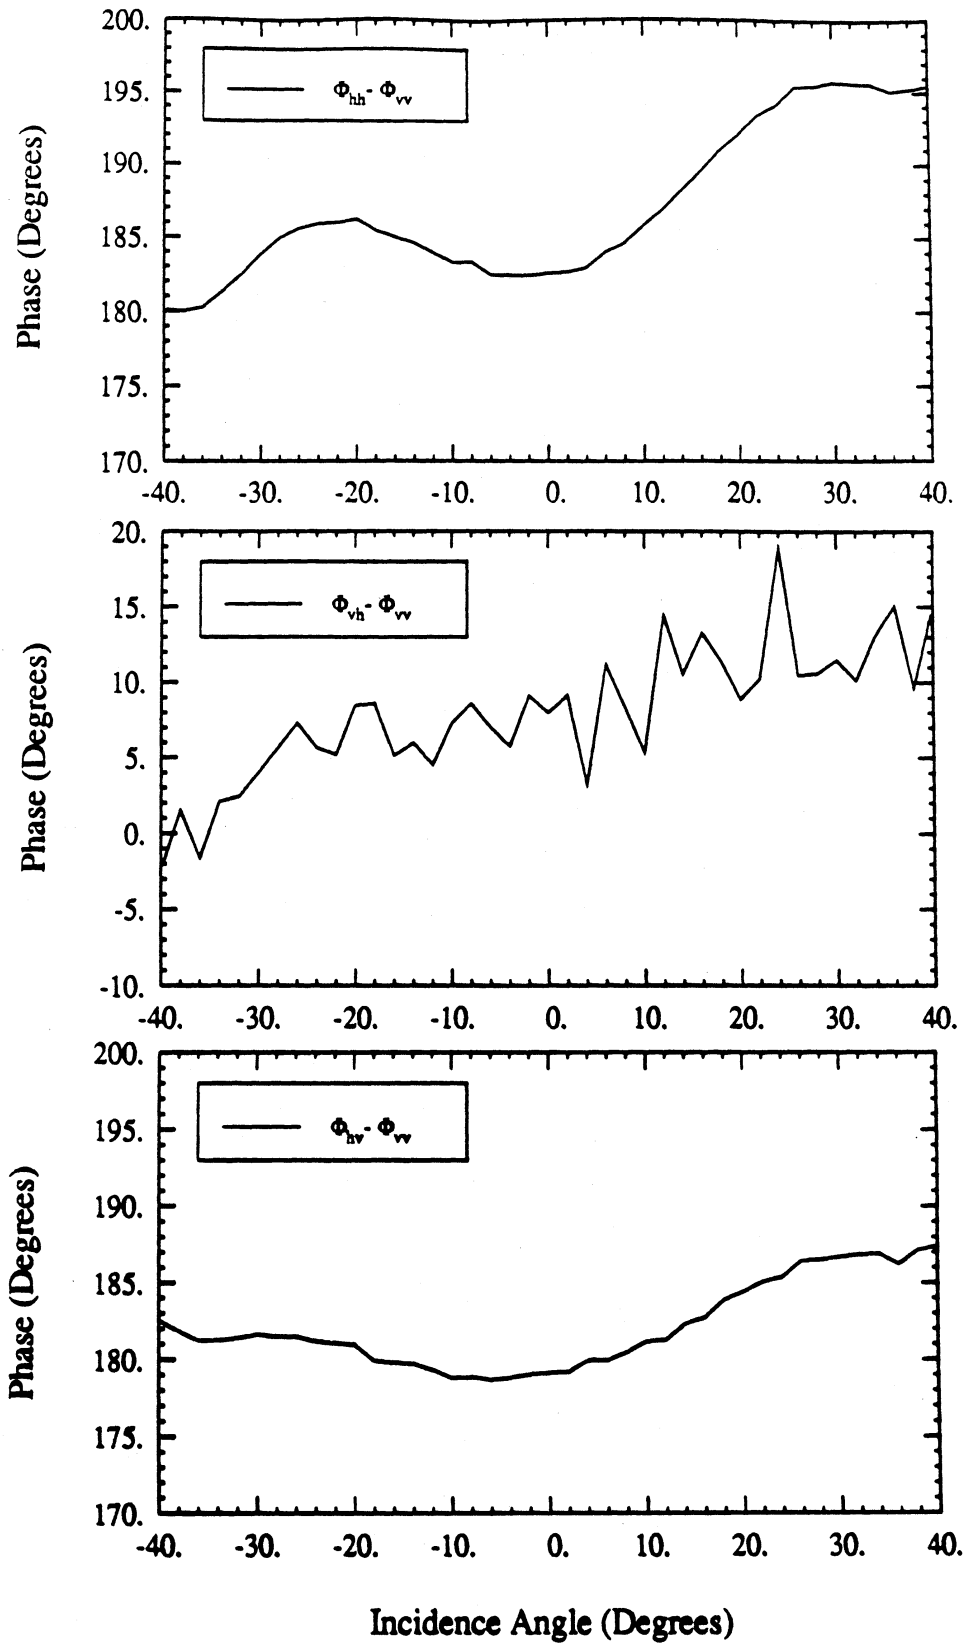 200.
195.
190.
185.
180.
175.
170.
Phase (Degrees)
Φhh- Φvv
-40. -30. -20. -10. 0. 10. 20. 30. 40.
20.
15.
10.
5.
0.
-5.
-10.
Phase (Degrees)
Φvh- Φvv
-40. -30. -20. -10. 0. 10. 20. 30. 40.
200.
195.
190.
185.
180.
175.
170.
Phase (Degrees)
Φhv- Φvv
-40. -30. -20. -10. 0. 10. 20. 30. 40.
Incidence Angle (Degrees)